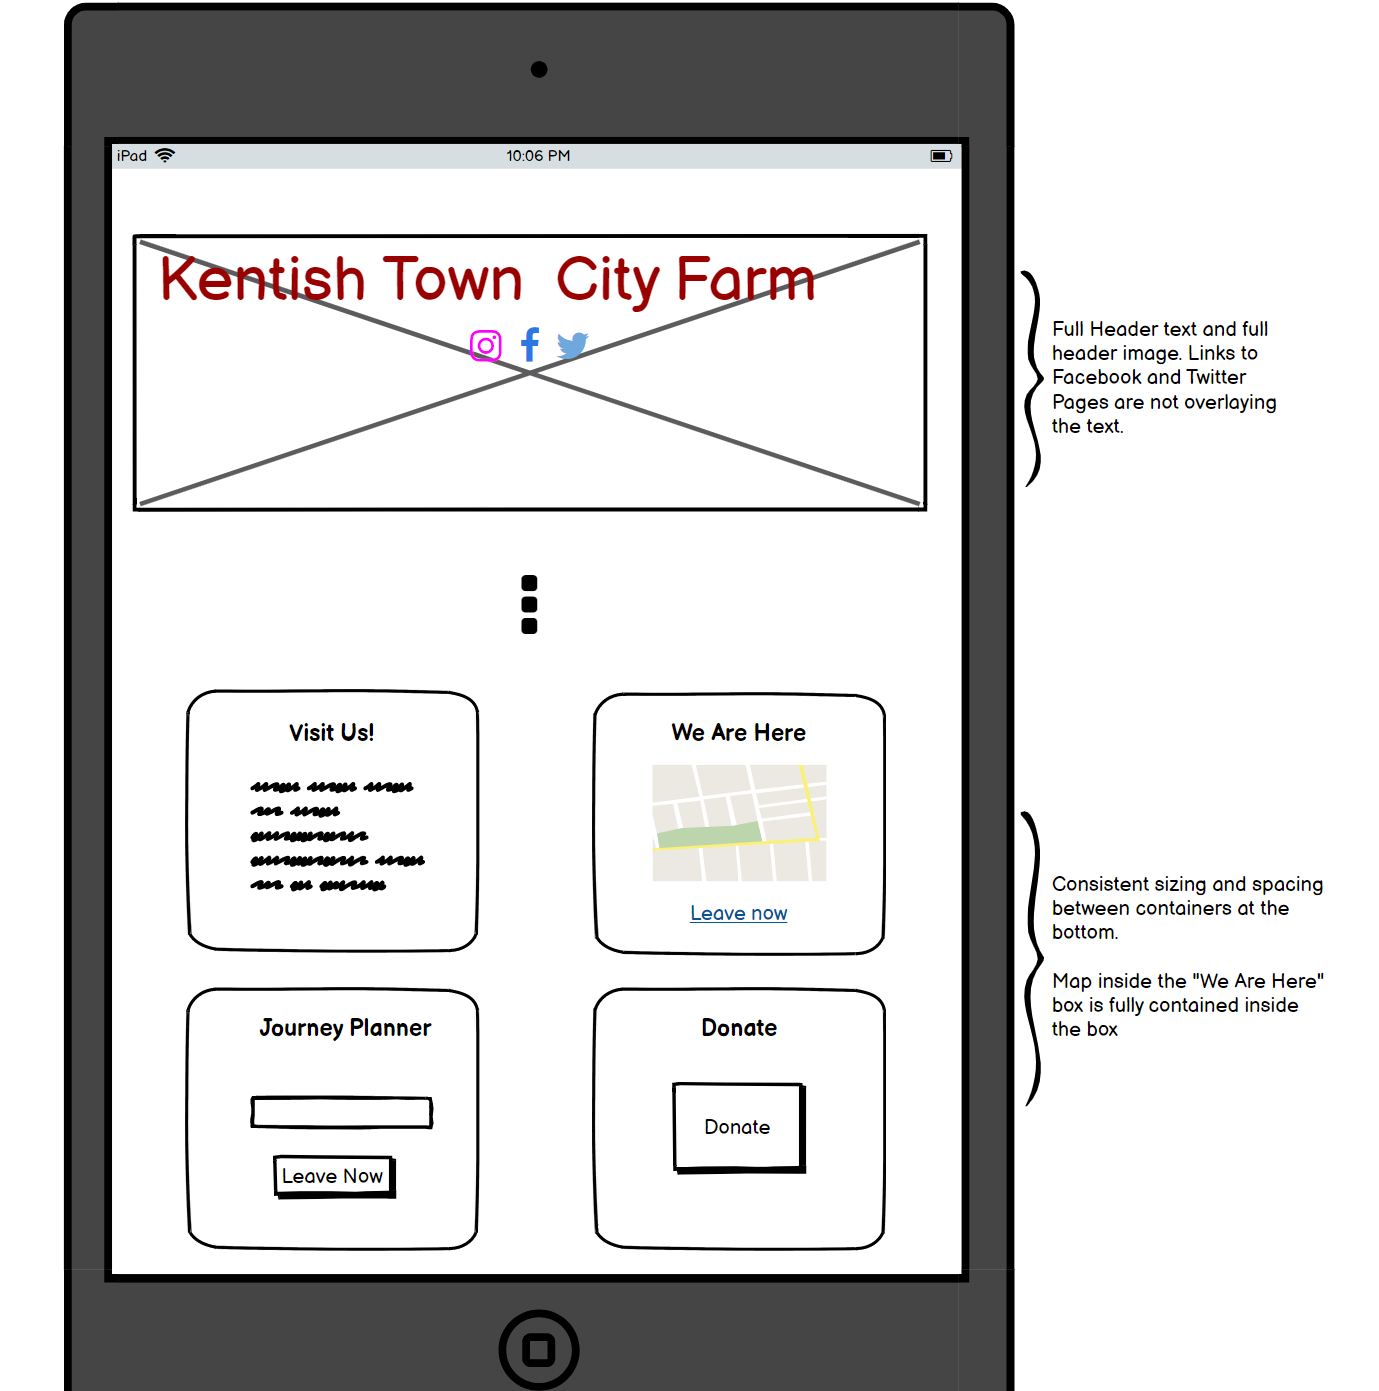 iPad
10:06 PM
Kentish Town City Farm
Full Header text and full
header image. Links to
Facebook and Twitter
Pages are not overlaying
the text.
Visit Us!
We Are Here
Leave now
Consistent sizing and spacing
between containers at the
bottom.
Map inside the "We Are Here"
box is fully contained inside
the box
Journey Planner
Leave Now
Donate
Donate